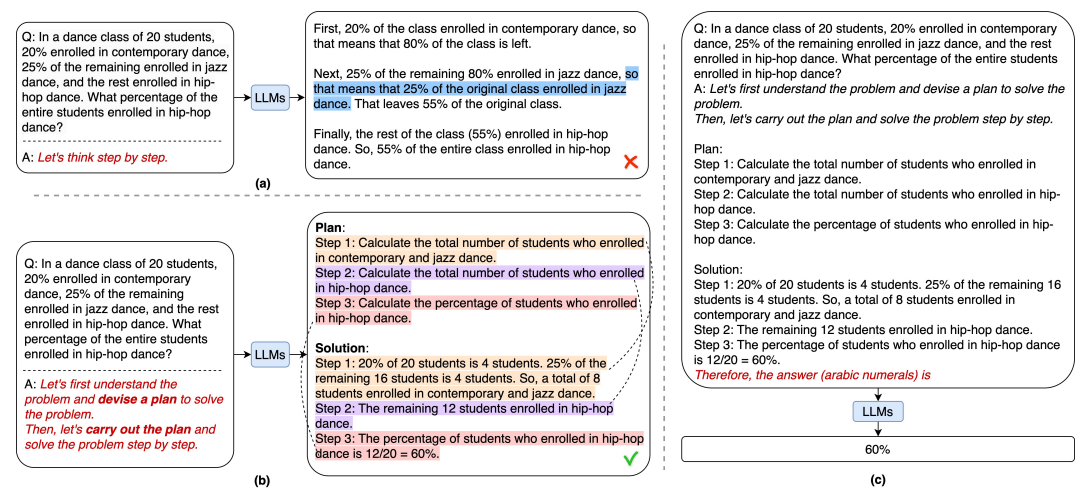 Q: In a dance class of 20 students,
20% enrolled in contemporary dance,
25% of the remaining enrolled in jazz
dance, and the rest enrolled in hip-
hop dance. What percentage of the
entire students enrolled in hip-hop
dance?
A: Let's think step by step.
LLMs
First, 20% of the class enrolled in contemporary dance, so
that means that 80% of the class is left.
Next, 25% of the remaining 80% enrolled in jazz dance, so
that means that 25% of the original class enrolled in jazz
dance. That leaves 55% of the original class.
Finally, the rest of the class (55%) enrolled in hip-hop
dance. So, 55% of the entire class enrolled in hip-hop
dance.
(a)
Q: In a dance class of 20 students,
20% enrolled in contemporary
dance, 25% of the remaining
enrolled in jazz dance, and the rest
enrolled in hip-hop dance. What
percentage of the entire students
enrolled in hip-hop dance?
A: Let's first understand the
problem and devise a plan to solve
the problem.
Then, let's carry out the plan and
solve the problem step by step.
LLMs
Plan:
Step 1: Calculate the total number of students who enrolled
in contemporary and jazz dance.
Step 2: Calculate the total number of students who enrolled
in hip-hop dance.
Step 3: Calculate the percentage of students who enrolled
in hip-hop dance.
Solution:
Step 1: 20% of 20 students is 4 students. 25% of the
remaining 16 students is 4 students. So, a total of 8
students enrolled in contemporary and jazz dance.
Step 2: The remaining 12 students enrolled in hip-hop
dance.
Step 3: The percentage of students who enrolled in hip-hop
dance is 12/20 = 60%.
(b)
Q: In a dance class of 20 students, 20% enrolled in contemporary
dance, 25% of the remaining enrolled in jazz dance, and the rest
enrolled in hip-hop dance. What percentage of the entire students
enrolled in hip-hop dance?
A: Let's first understand the problem and devise a plan to solve the
problem.
Then, let's carry out the plan and solve the problem step by step.
Plan:
Step 1: Calculate the total number of students who enrolled in
contemporary and jazz dance.
Step 2: Calculate the total number of students who enrolled in hip-
hop dance.
Step 3: Calculate the percentage of students who enrolled in hip-
hop dance.
Solution:
Step 1: 20% of 20 students is 4 students. 25% of the remaining 16
students is 4 students. So, a total of 8 students enrolled in
contemporary and jazz dance.
Step 2: The remaining 12 students enrolled in hip-hop dance.
Step 3: The percentage of students who enrolled in hip-hop dance
is 12/20 = 60%.
Therefore, the answer (arabic numerals) is
LLMs
60%
(c)